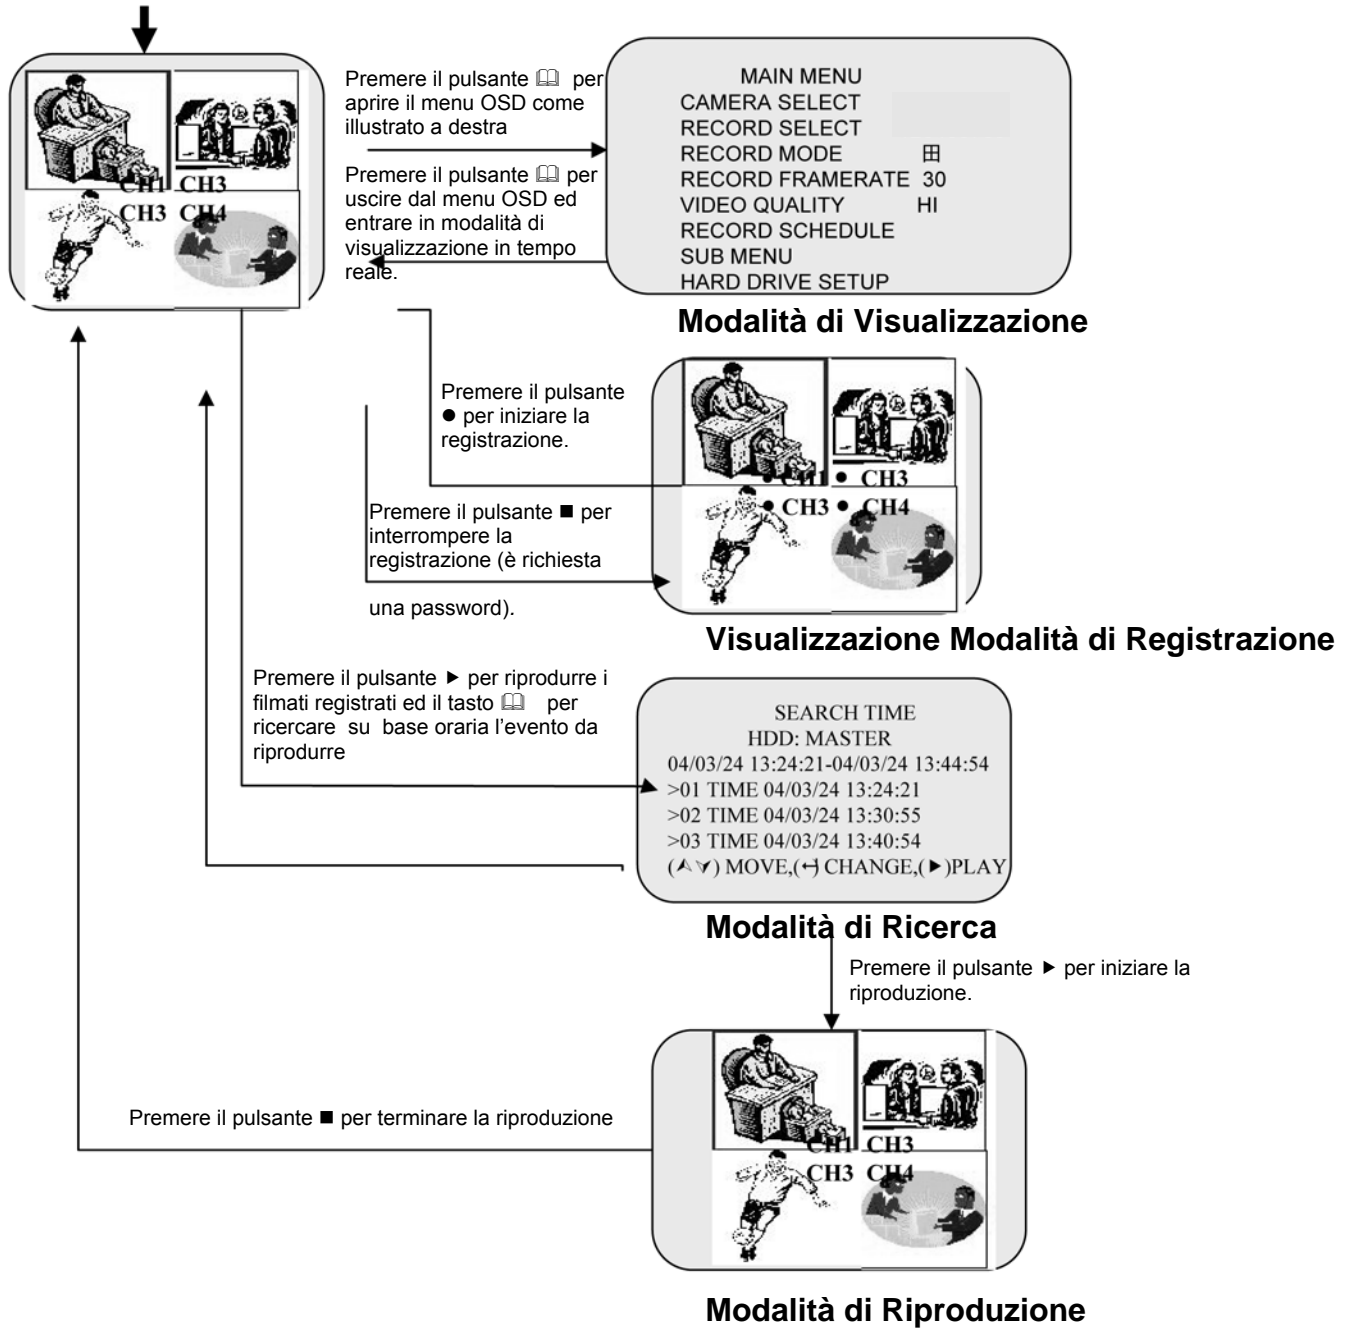 Premere il pulsante 🕮 per
aprire il menu OSD come
illustrato a destra
Premere il pulsante 🕮 per
uscire dal menu OSD ed
entrare in modalità di
visualizzazione in tempo
reale.
CH1 CH3
CH3 CH4
MAIN MENU
CAMERA SELECT
RECORD SELECT
RECORD MODE 田
RECORD FRAMERATE 30
VIDEO QUALITY HI
RECORD SCHEDULE
SUB MENU
HARD DRIVE SETUP
Modalità di Visualizzazione
Premere il pulsante
● per iniziare la
registrazione.
Premere il pulsante ■ per
interrompere la
registrazione (è richiesta
una password).
● CH1 ● CH3
● CH3 ● CH4
Visualizzazione Modalità di Registrazione
Premere il pulsante ► per riprodurre i
filmati registrati ed il tasto 🕮 per
ricercare su base oraria l'evento da
riprodurre
SEARCH TIME
HDD: MASTER
04/03/24 13:24:21-04/03/24 13:44:54
>01 TIME 04/03/24 13:24:21
>02 TIME 04/03/24 13:30:55
>03 TIME 04/03/24 13:40:54
(⮝⮟) MOVE,(↵) CHANGE,(►)PLAY
Modalità di Ricerca
Premere il pulsante ► per iniziare la
riproduzione.
Premere il pulsante ■ per terminare la riproduzione
CH1 CH3
CH3 CH4
Modalità di Riproduzione